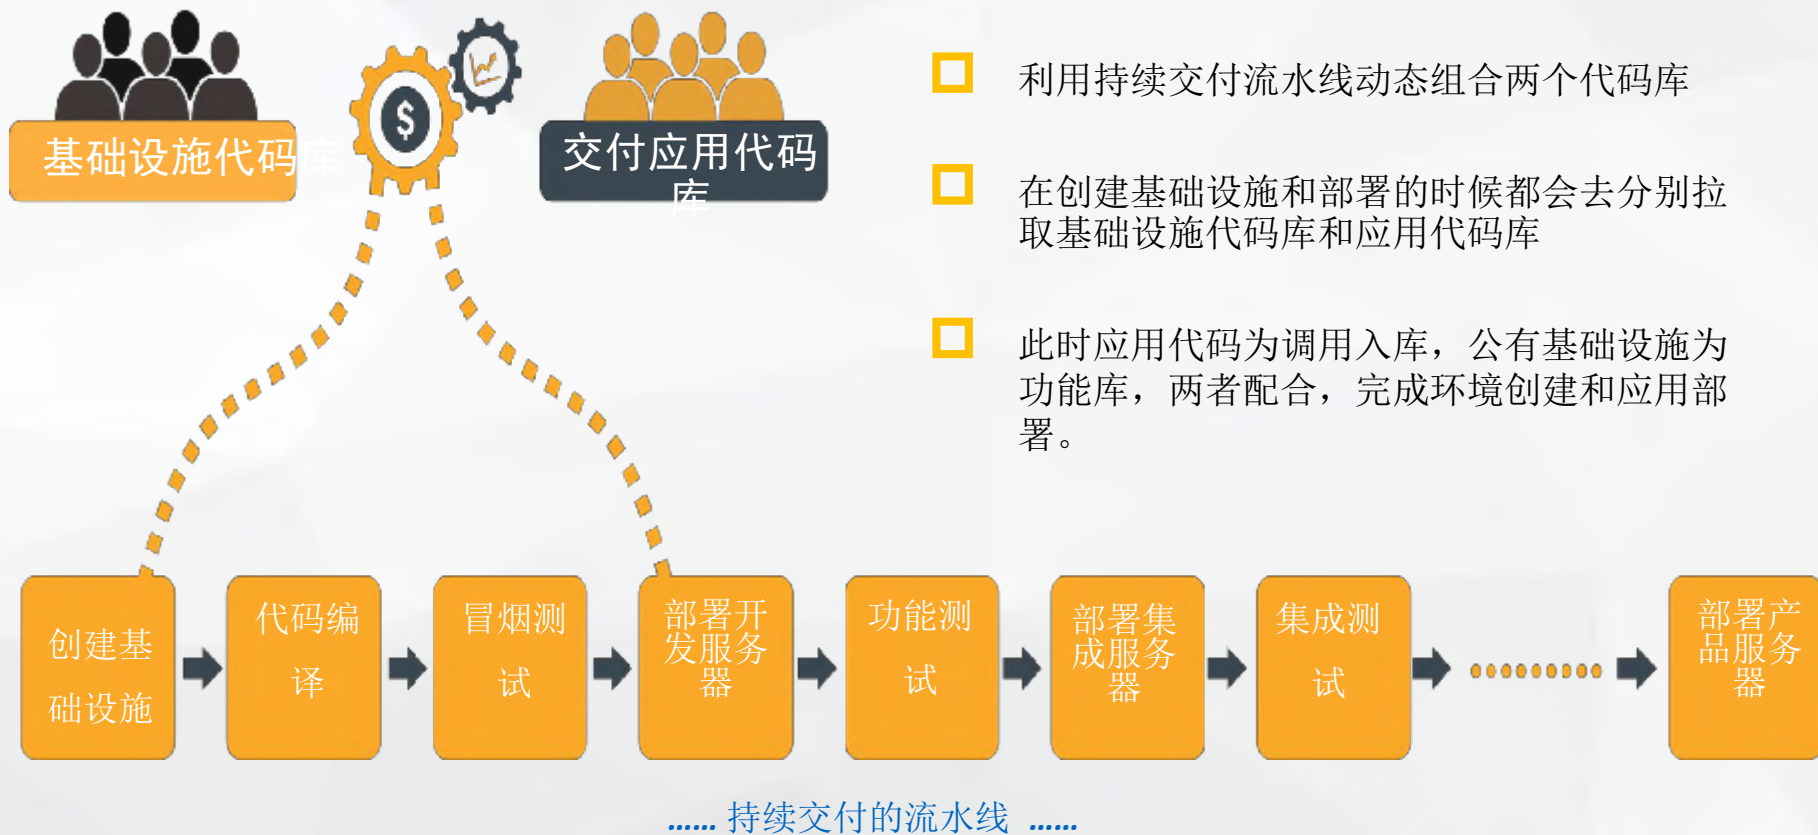 基础设施代码库
交付应用代码
库
利用持续交付流水线动态组合两个代码库
在创建基础设施和部署的时候都会去分别拉
取基础设施代码库和应用代码库
此时应用代码为调用入库，公有基础设施为
功能库，两者配合，完成环境创建和应用部
署。
创建基
础设施
代码编
译
冒烟测
试
部署开
发服务
器
功能测
试
部署集
成服务
器
集成测
试
部署产
品服务
器
...... 持续交付的流水线 ......